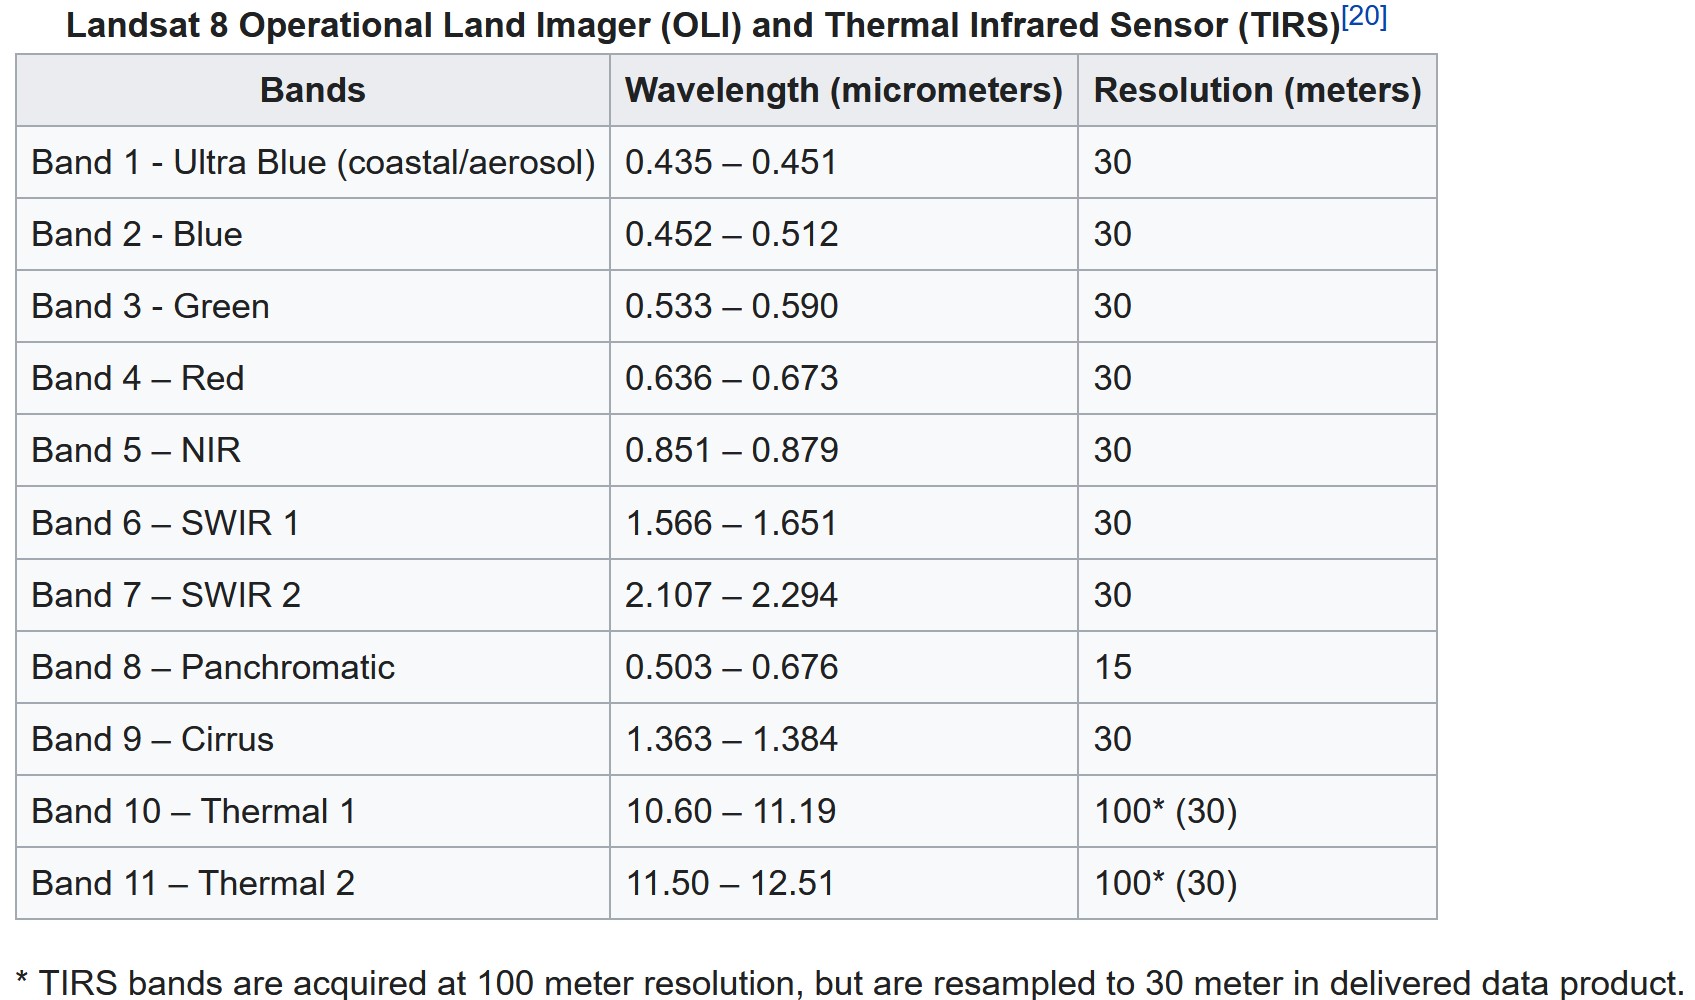 Landsat 8 Operational Land Imager (OLI) and Thermal Infrared Sensor (TIRS)[20]
Bands Wavelength (micrometers) Resolution (meters)
Band 1 - Ultra Blue (coastal/aerosol) 0.435 – 0.451 30
Band 2 - Blue 0.452 – 0.512 30
Band 3 - Green 0.533 – 0.590 30
Band 4 – Red 0.636 – 0.673 30
Band 5 – NIR 0.851 – 0.879 30
Band 6 – SWIR 1 1.566 – 1.651 30
Band 7 – SWIR 2 2.107 – 2.294 30
Band 8 – Panchromatic 0.503 – 0.676 15
Band 9 – Cirrus 1.363 – 1.384 30
Band 10 – Thermal 1 10.60 – 11.19 100* (30)
Band 11 – Thermal 2 11.50 – 12.51 100* (30)
* TIRS bands are acquired at 100 meter resolution, but are resampled to 30 meter in delivered data product.